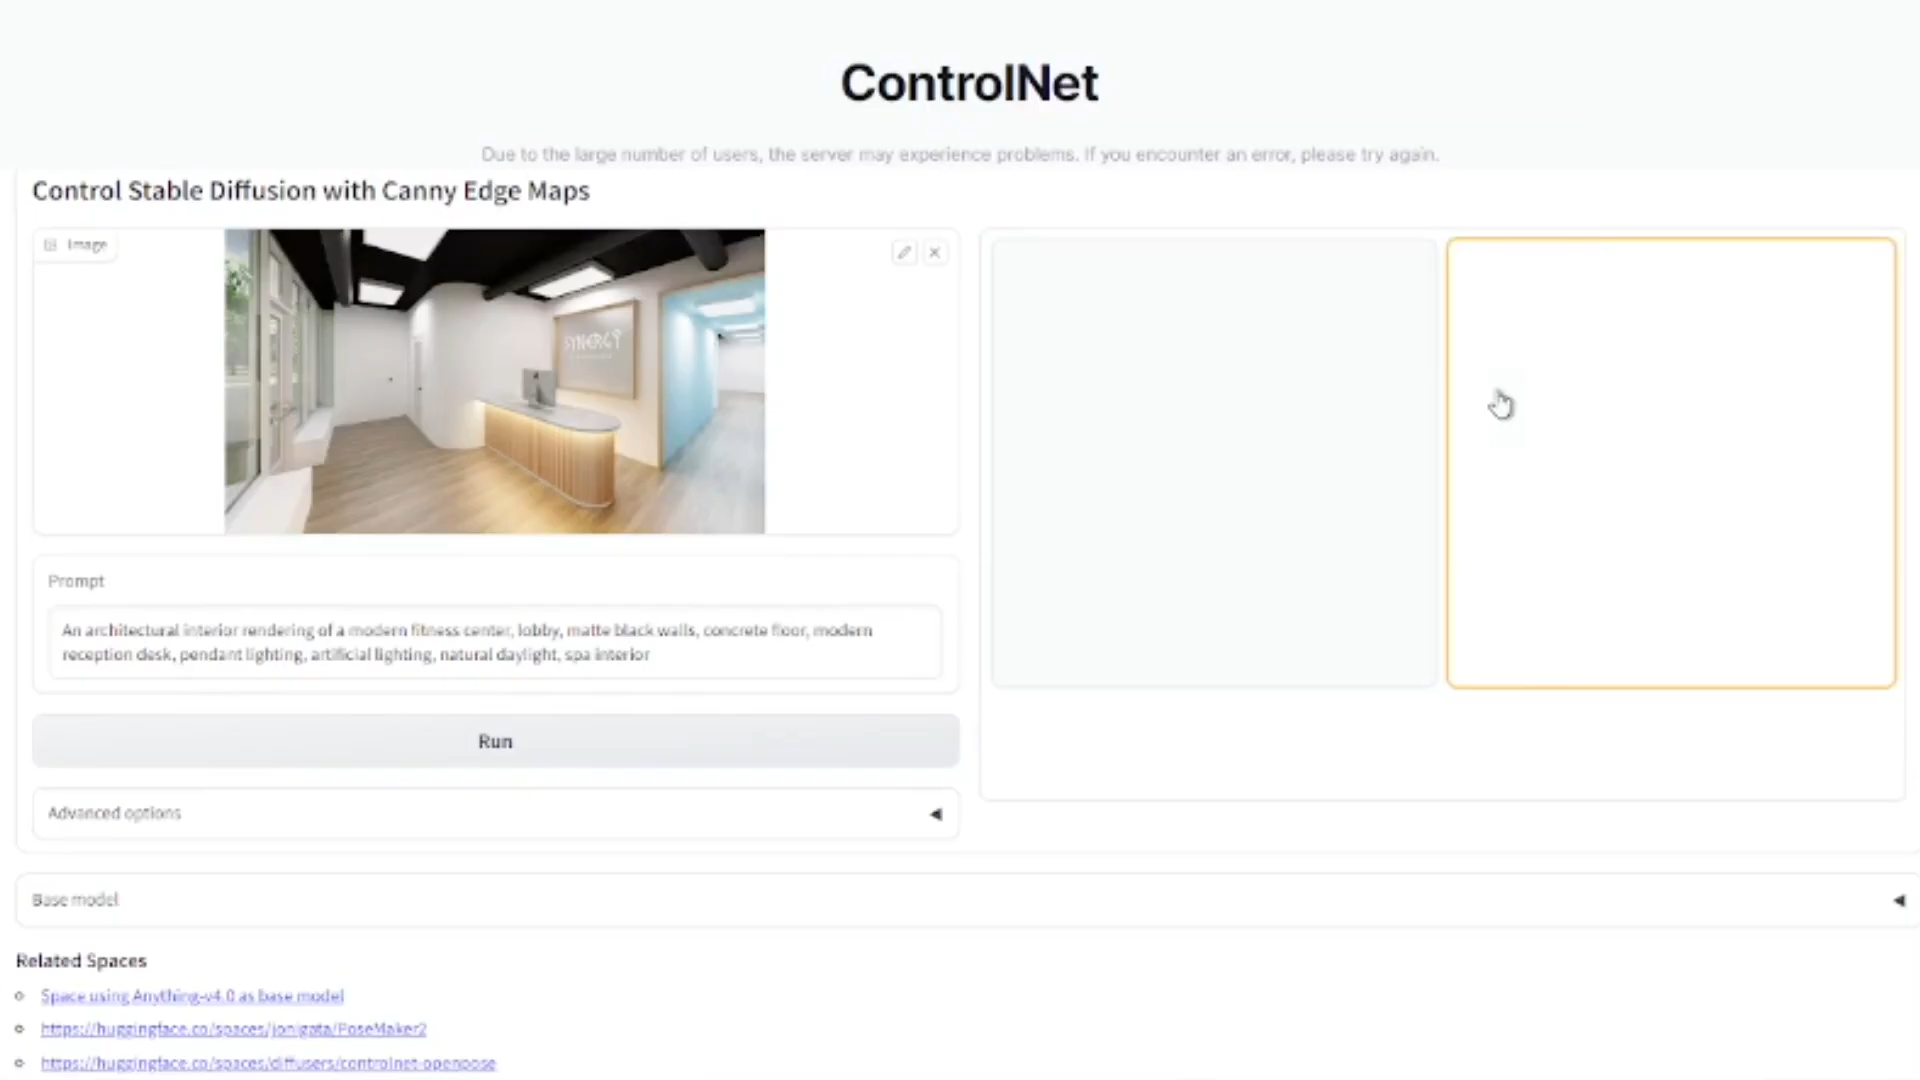 ControlNet
Due to the large number of users, the server may experience problems. If you encounter an error, please try again.
Control Stable Diffusion with Canny Edge Maps
Image
SYNERGY
Prompt
An architectural interior rendering of a modern fitness center, lobby, matte black walls, concrete floor, modern
reception desk, pendant lighting, artificial lighting, natural daylight, spa interior
Run
Advanced options
Base model
Related Spaces
Space using Anything-v4.0 as base model
https://huggingface.co/spaces/jonigata/PoseMaker2
https://huggingface.co/spaces/diffusers/controlnet-openpose